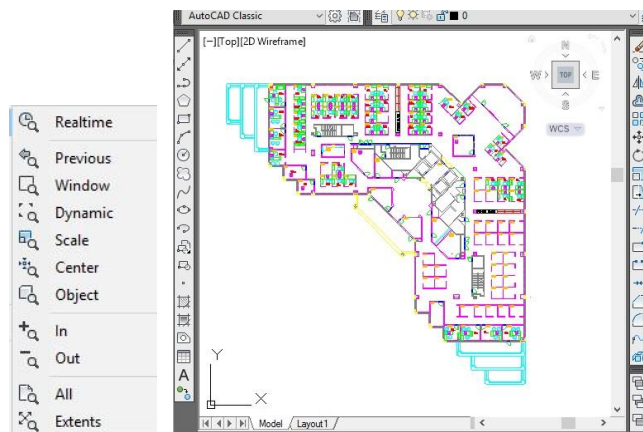 Realtime
Previous
Window
Dynamic
Scale
Center
Object
In
Out
All
Extents
AutoCAD Classic
0
[−][Top][2D Wireframe]
N
W
TOP
E
S
WCS
Y
X
A
Model
Layout1